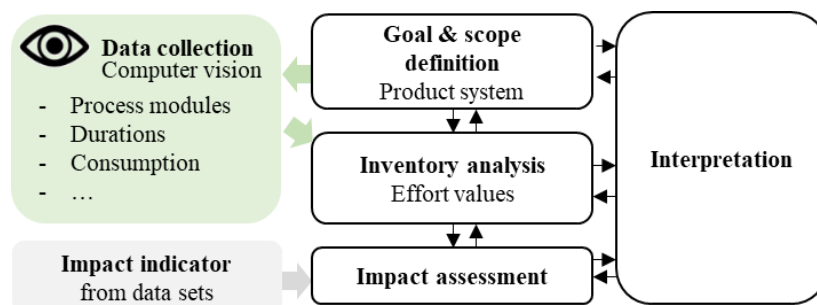 Data collection
Computer vision
- Process modules
- Durations
- Consumption
- …
Goal & scope
definition
Product system
Inventory analysis
Effort values
Interpretation
Impact indicator
from data sets
Impact assessment